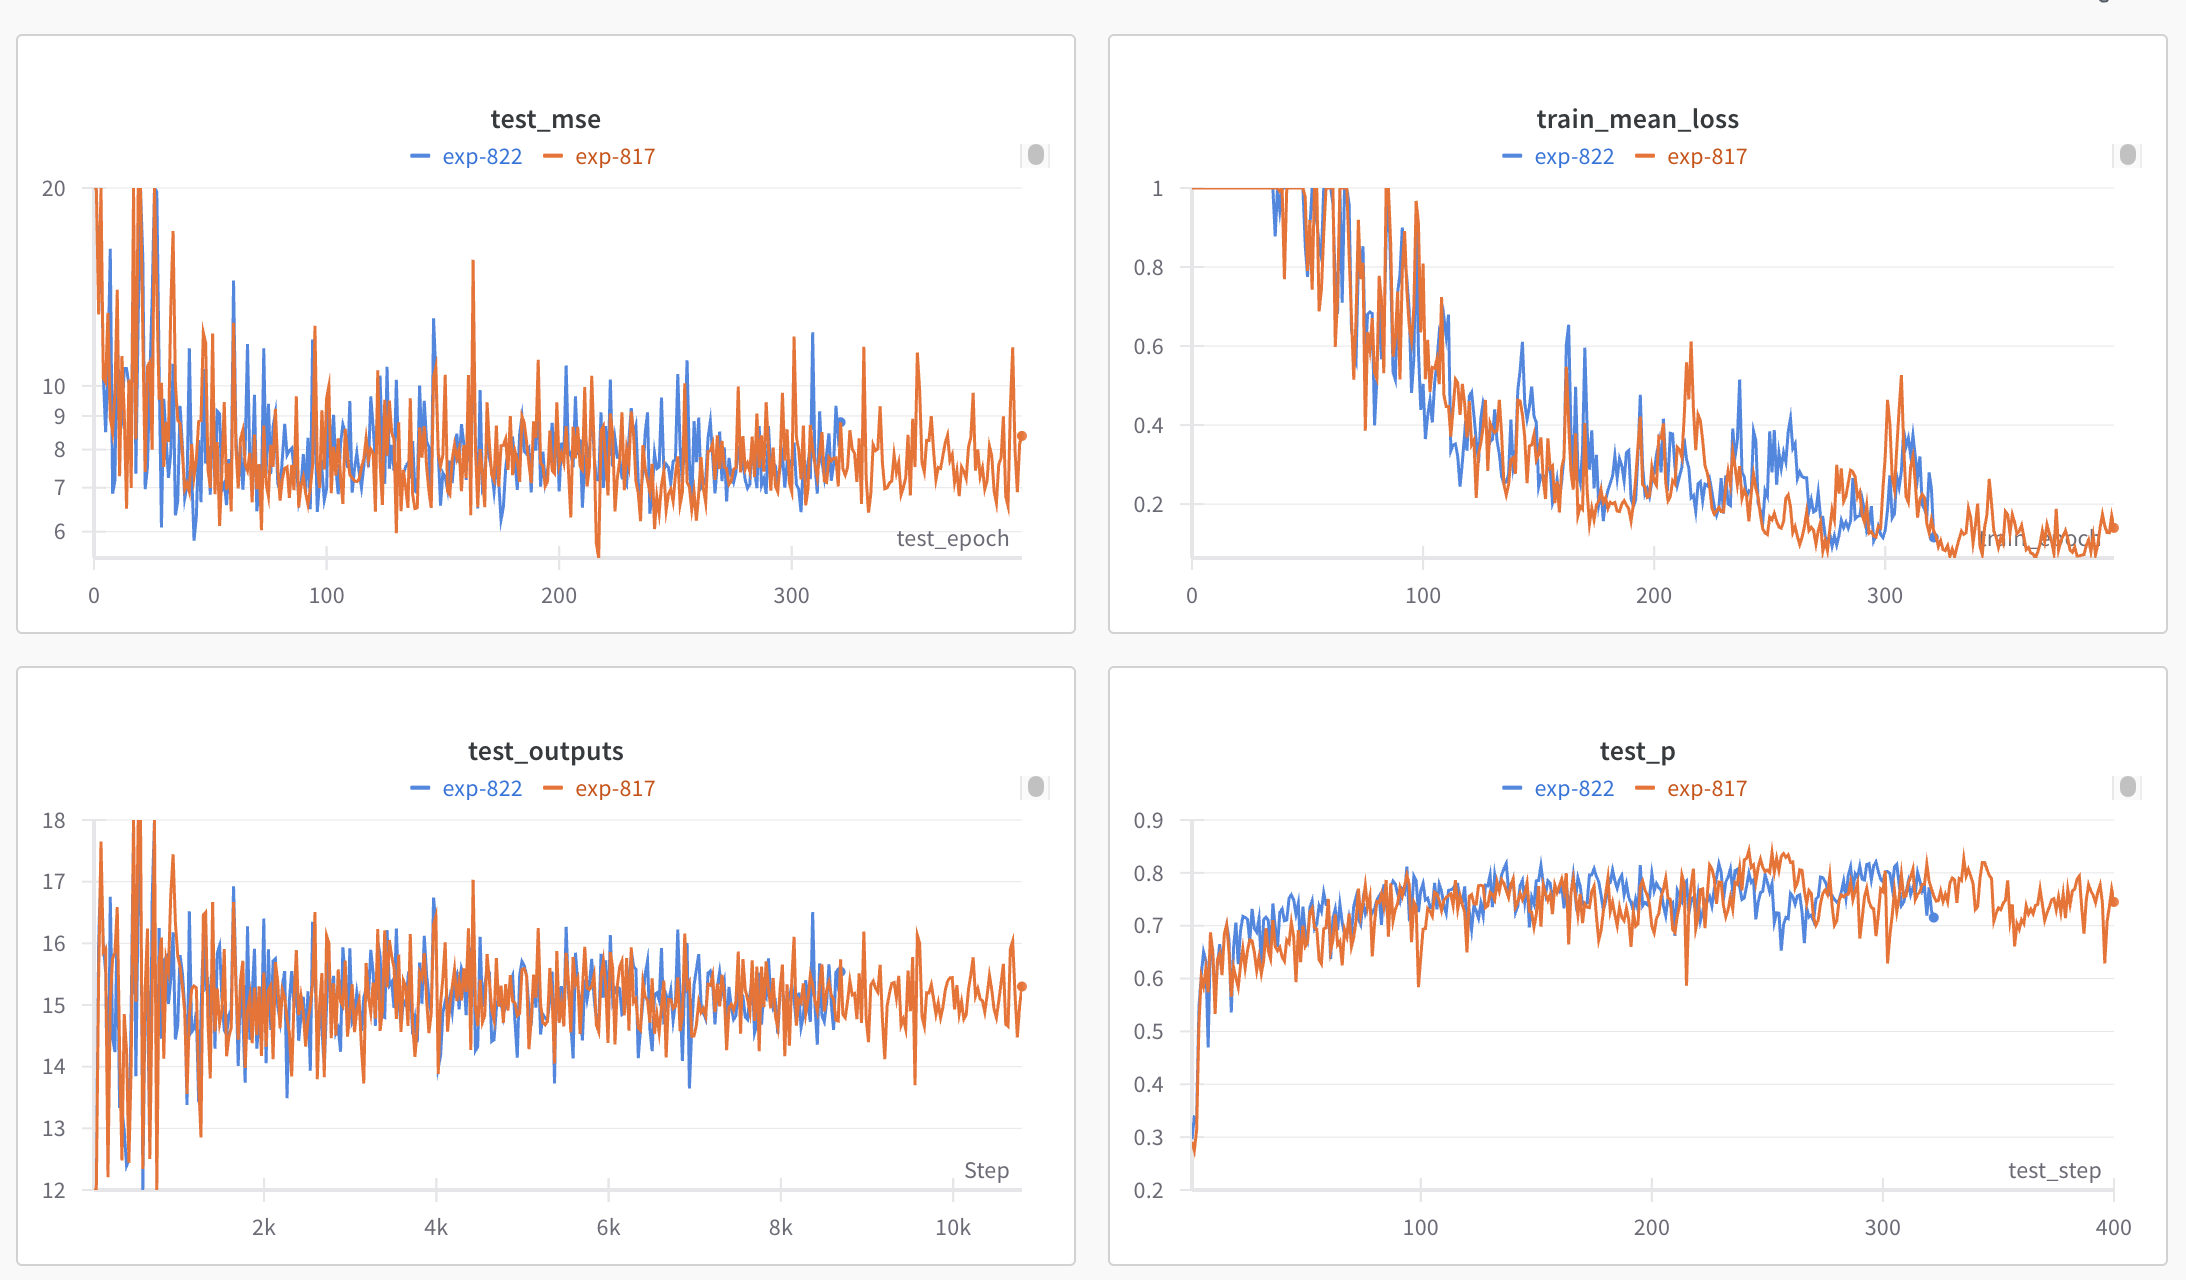 test_mse
exp-822 exp-817
20
10
9
8
7
6
test_epoch
0 100 200 300
train_mean_loss
exp-822 exp-817
1
0.8
0.6
0.4
0.2
train_epoch
0 100 200 300
test_outputs
exp-822 exp-817
18
17
16
15
14
13
12
Step
2k 4k 6k 8k 10k
test_p
exp-822 exp-817
0.9
0.8
0.7
0.6
0.5
0.4
0.3
0.2
test_step
100 200 300 400